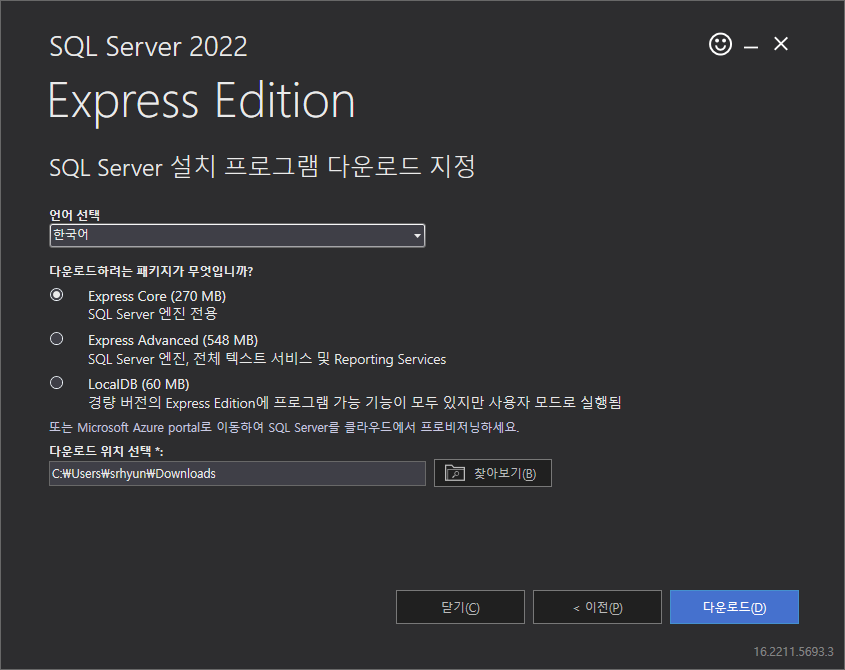 SQL Server 2022
Express Edition
SQL Server 설치 프로그램 다운로드 지정
언어 선택
한국어
다운로드하려는 패키지가 무엇입니까?
Express Core (270 MB)
SQL Server 엔진 전용
Express Advanced (548 MB)
SQL Server 엔진, 전체 텍스트 서비스 및 Reporting Services
LocalDB (60 MB)
경량 버전의 Express Edition에 프로그램 가능 기능이 모두 있지만 사용자 모드로 실행됨
또는 Microsoft Azure portal로 이동하여 SQL Server를 클라우드에서 프로비저닝하세요.
다운로드 위치 선택 *:
C:₩Users₩srhyun₩Downloads
찾아보기(B)
닫기(C)
< 이전(P)
다운로드(D)
16.2211.5693.3